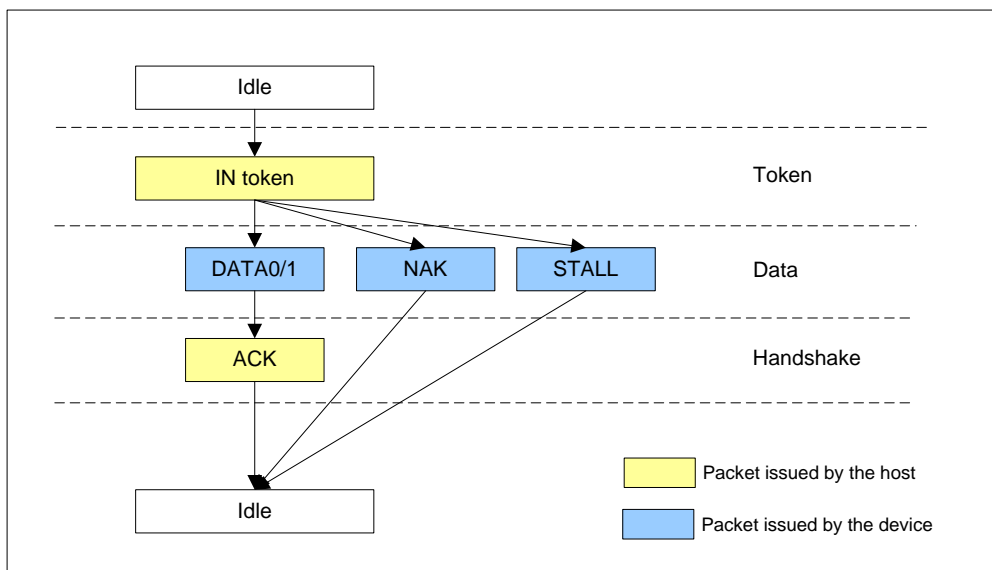 Idle
IN token
Token
DATA0/1
NAK
STALL
Data
ACK
Handshake
Idle
Packet issued by the host
Packet issued by the device